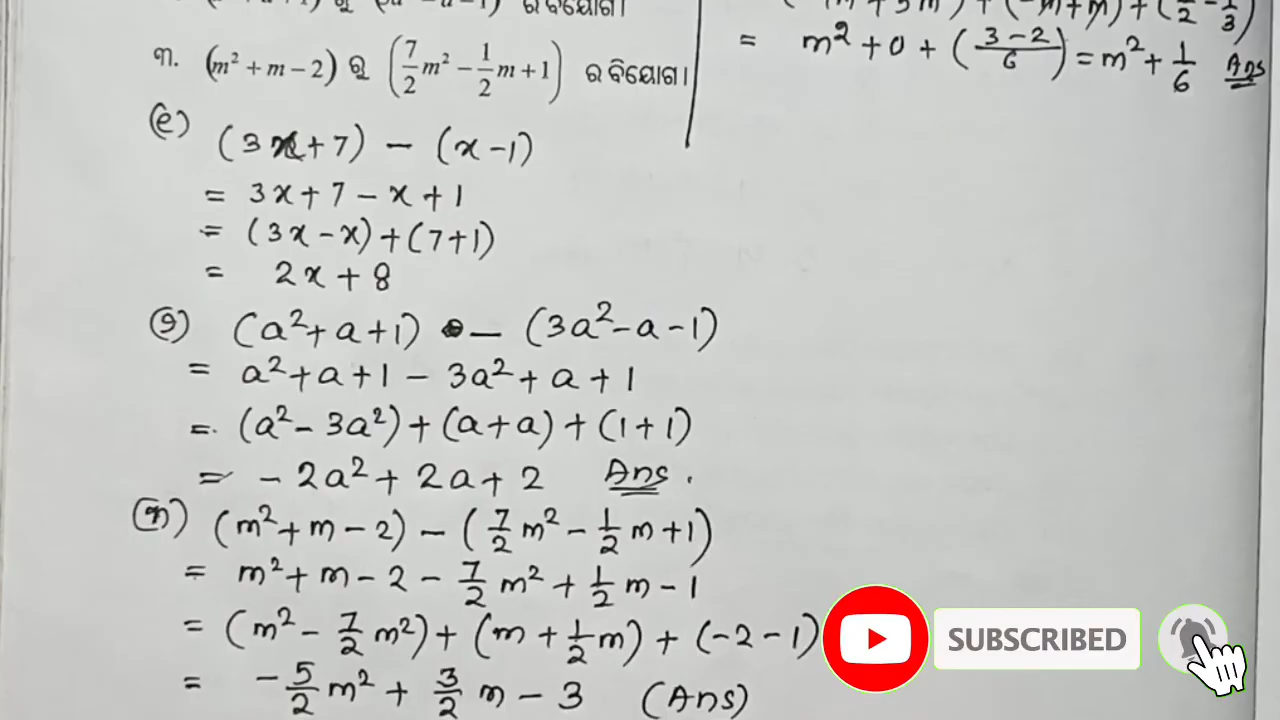 ର ବିଯୋଗ।
୩. (m² + m − 2) ରୁ (7/2 m² − 1/2 m + 1) ର ବିଯୋଗ।
= m² + 0 + (3 − 2 / 6) = m² + 1/6 Ans
(3x + 7) − (x − 1)
= 3x + 7 − x + 1
= (3x − x) + (7 + 1)
= 2x + 8
(a² + a + 1) − (3a² − a − 1)
= a² + a + 1 − 3a² + a + 1
= (a² − 3a²) + (a + a) + (1 + 1)
= − 2a² + 2a + 2 Ans.
(m² + m − 2) − (7/2 m² − 1/2 m + 1)
= m² + m − 2 − 7/2 m² + 1/2 m − 1
= (m² − 7/2 m²) + (m + 1/2 m) + (−2 − 1)
= − 5/2 m² + 3/2 m − 3 (Ans)
SUBSCRIBED